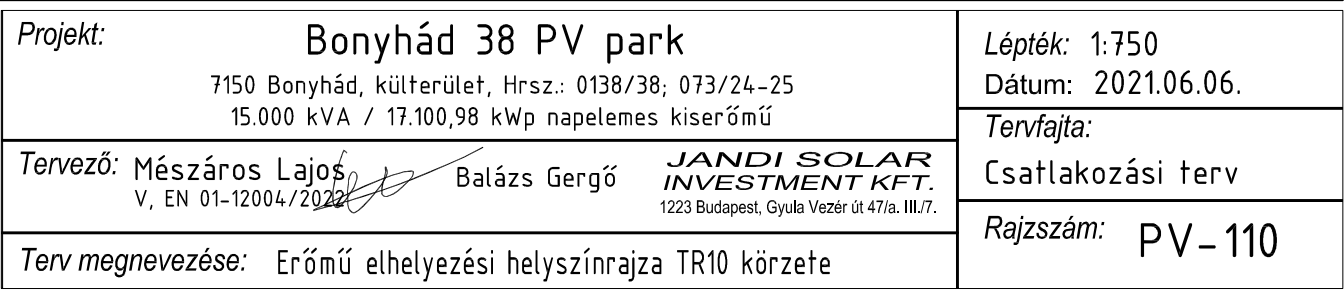 Projekt: Bonyhád 38 PV park
7150 Bonyhád, külterület, Hrsz.: 0138/38; 073/24-25
15.000 kVA / 17.100,98 kWp napelemes kiserőmű
Lépték: 1:750
Dátum: 2021.06.06.
Tervező: Mészáros Lajos
V, EN 01-12004/2022
Balázs Gergő
JANDI SOLAR
INVESTMENT KFT.
1223 Budapest, Gyula Vezér út 47/a. III./7.
Tervfajta:
Csatlakozási terv
Terv megnevezése: Erőmű elhelyezési helyszínrajza TR10 körzete
Rajzszám: PV-110